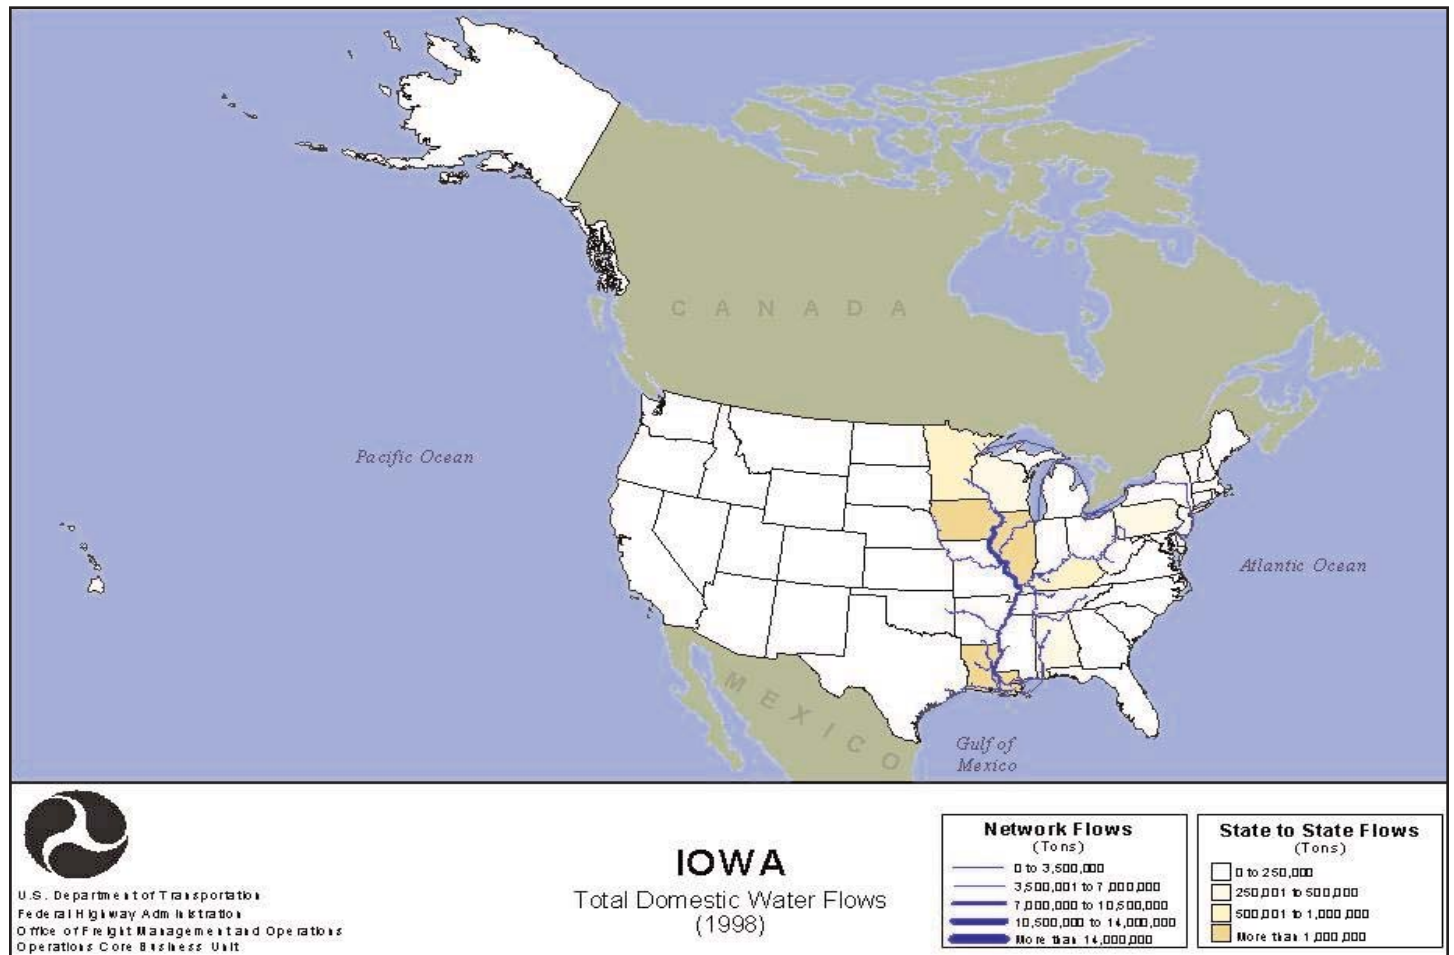 CANADA
Pacific Ocean
Atlantic Ocean
MEXICO
Gulf of
Mexico
U.S. Department of Transportation
Federal Highway Administration
Office of Freight Management and Operations
Operations Core Business Unit
IOWA
Total Domestic Water Flows
(1998)
Network Flows
(Tons)
0 to 3,500,000
3,500,001 to 7,000,000
7,000,000 to 10,500,000
10,500,000 to 14,000,000
More than 14,000,000
State to State Flows
(Tons)
0 to 250,000
250,001 to 500,000
500,001 to 1,000,000
More than 1,000,000